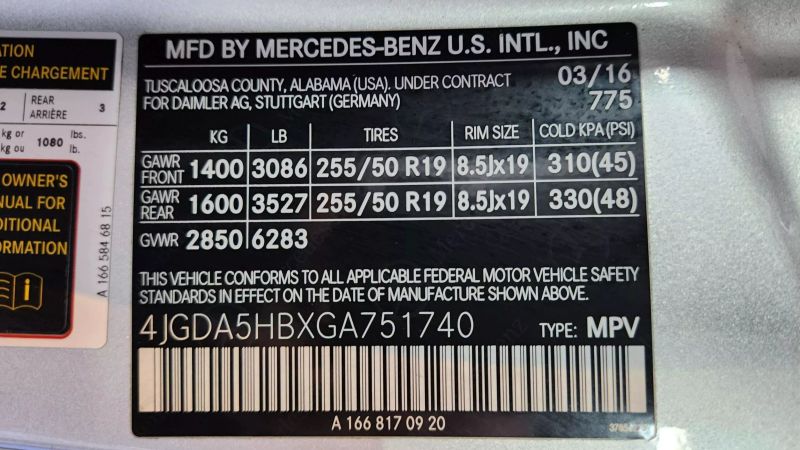 ATION
E CHARGEMENT
2 REAR ARRIÈRE 3
kg or
kg ou 1080 lbs. lb.
OWNER'S
NUAL FOR
DITIONAL
ORMATION
A 166 584 68 15
MFD BY MERCEDES-BENZ U.S. INTL., INC
TUSCALOOSA COUNTY, ALABAMA (USA). UNDER CONTRACT 03/16
FOR DAIMLER AG, STUTTGART (GERMANY) 775
KG LB TIRES RIM SIZE COLD KPA (PSI)
GAWR FRONT 1400 3086 255/50 R19 8.5Jx19 310(45)
GAWR REAR 1600 3527 255/50 R19 8.5Jx19 330(48)
GVWR 2850 6283
THIS VEHICLE CONFORMS TO ALL APPLICABLE FEDERAL MOTOR VEHICLE SAFETY
STANDARDS IN EFFECT ON THE DATE OF MANUFACTURE SHOWN ABOVE.
4JGDA5HBXGA751740 TYPE: MPV
A 166 817 09 20